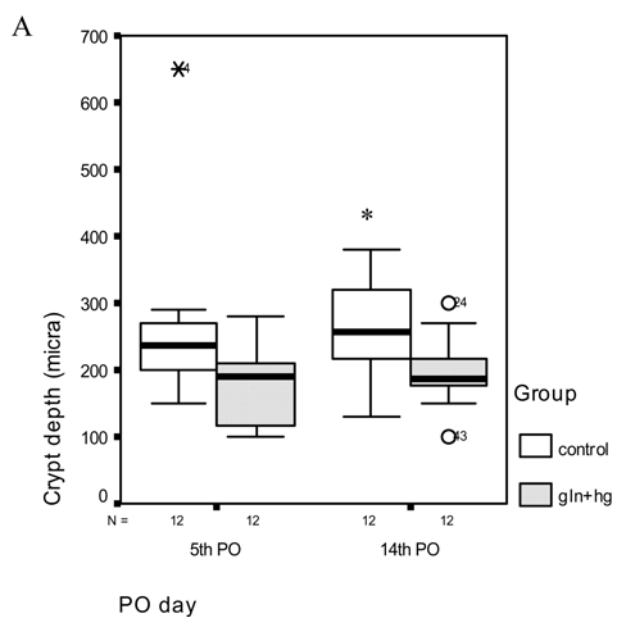 A
700
600
500
400
300
200
100
0
Crypt depth (micra)
4
*
24
43
Group
control
gln+hg
N = 12 12 12 12
5th PO 14th PO
PO day